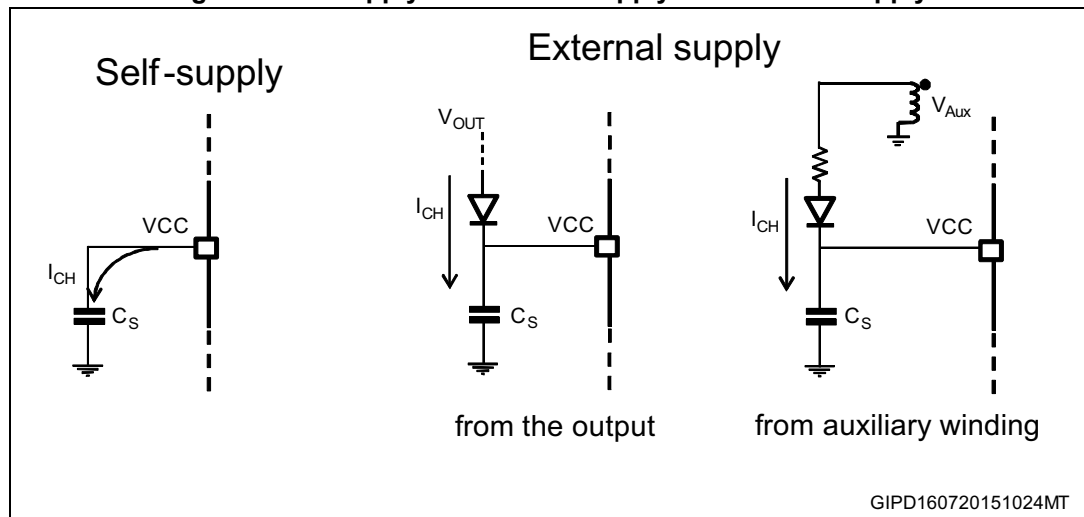 Self-supply
External supply
VCC
I_CH
C_S
V_OUT
I_CH
VCC
C_S
from the output
V_Aux
I_CH
VCC
C_S
from auxiliary winding
GIPD160720151024MT